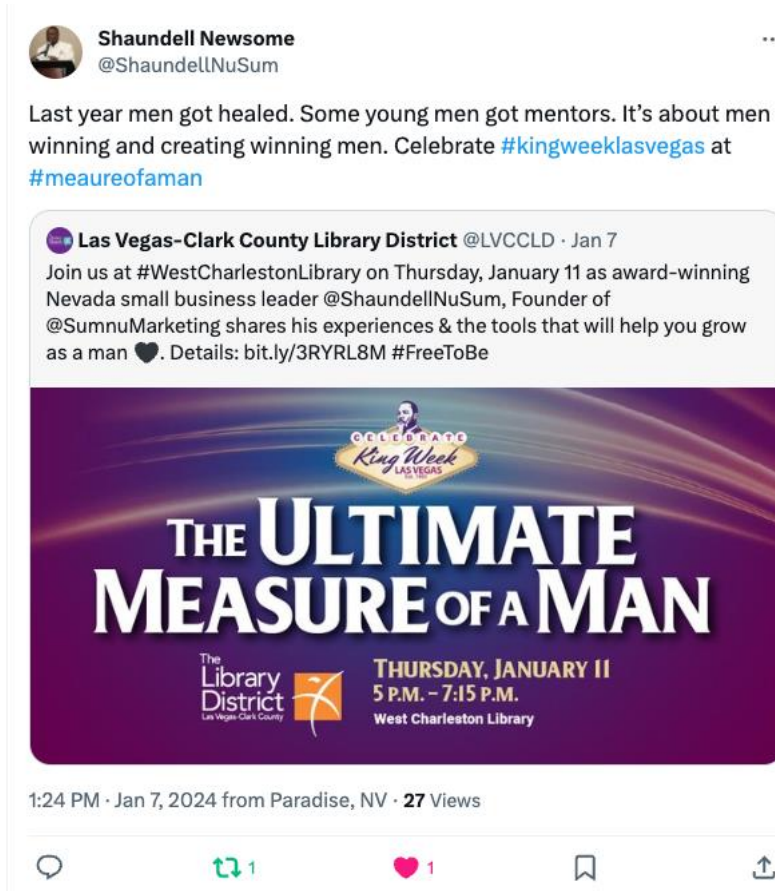 Shaundell Newsome
@ShaundellNuSum
Last year men got healed. Some young men got mentors. It’s about men
winning and creating winning men. Celebrate #kingweeklasvegas at
#meaureofaman
Las Vegas-Clark County Library District @LVCCLD · Jan 7
Join us at #WestCharlestonLibrary on Thursday, January 11 as award-winning
Nevada small business leader @ShaundellNuSum, Founder of
@SumnuMarketing shares his experiences & the tools that will help you grow
as a man 🖤. Details: bit.ly/3RYRL8M #FreeToBe
CELEBRATE
King Week
LAS VEGAS
THE ULTIMATE
MEASURE OF A MAN
The
Library
District
Las Vegas-Clark County
THURSDAY, JANUARY 11
5 P.M. – 7:15 P.M.
West Charleston Library
1:24 PM · Jan 7, 2024 from Paradise, NV · 27 Views
1
1